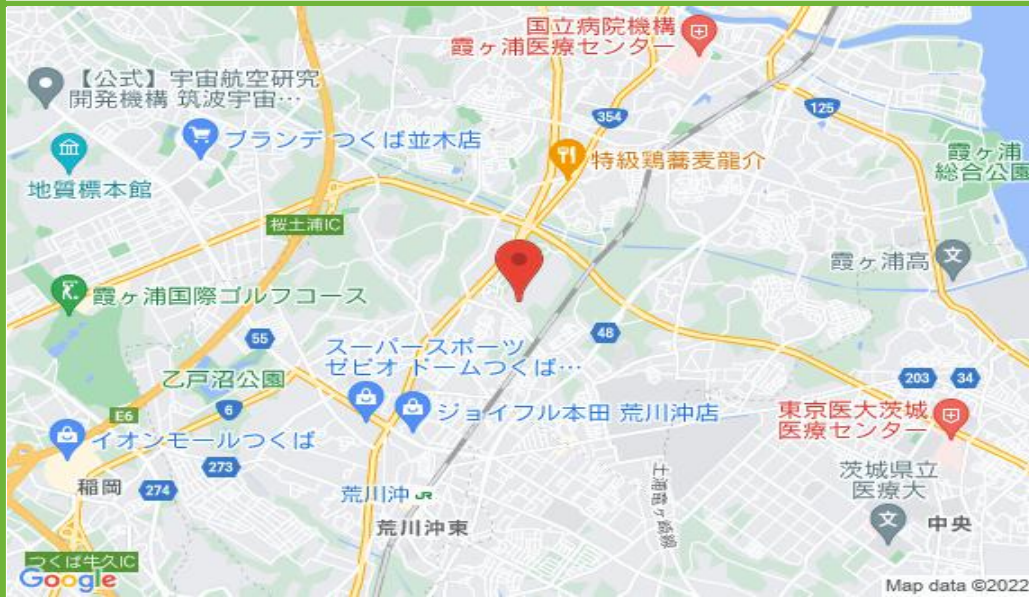 国立病院機構
霞ヶ浦医療センター
【公式】宇宙航空研究
開発機構 筑波宇宙…
354
125
ブランデ つくば並木店
特級鶏蕎麦龍介
霞ヶ浦
総合公園
地質標本館
桜土浦IC
霞ヶ浦高
霞ヶ浦国際ゴルフコース
55
48
スーパースポーツ
ゼビオ ドームつくば…
乙戸沼公園
203
34
6
ジョイフル本田 荒川沖店
東京医大茨城
医療センター
E6
イオンモールつくば
273
茨城県立
医療大
稲岡
274
荒川沖 JR
土浦竜ヶ崎線
荒川沖東
中央
つくば牛久IC
Google
Map data ©2022